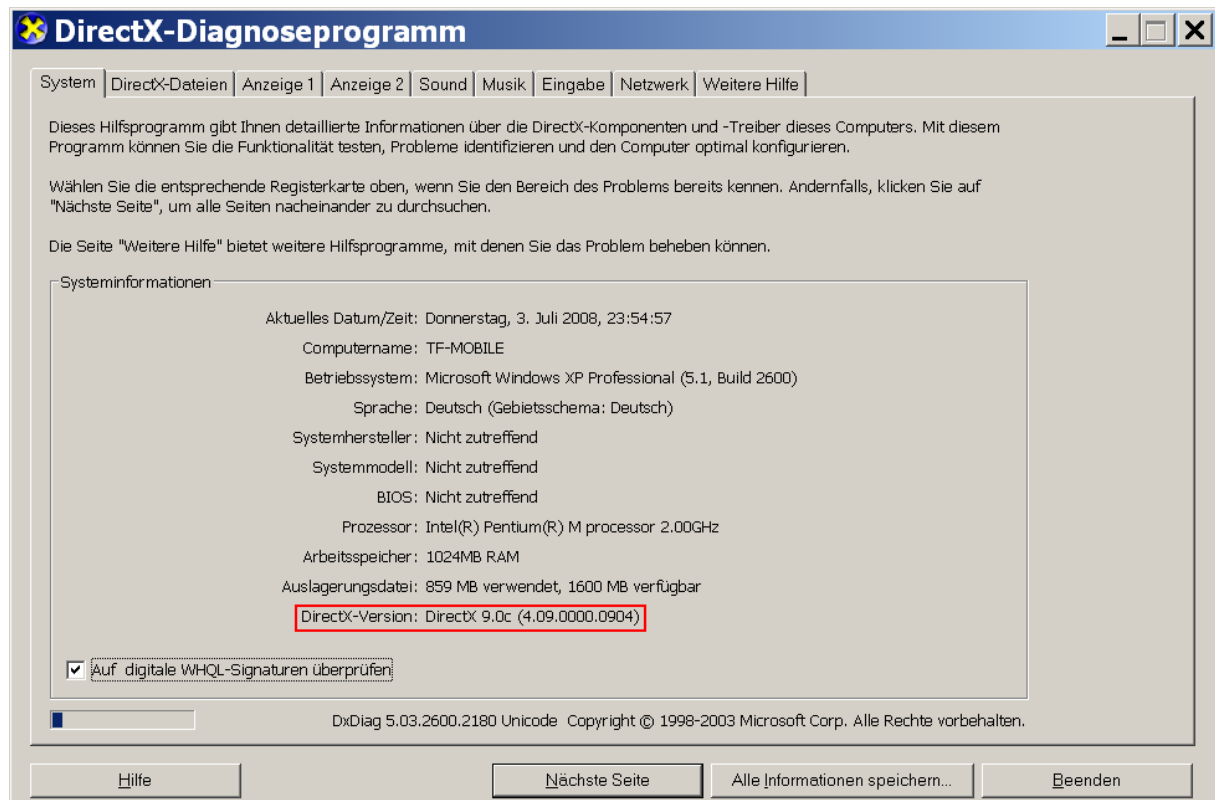 DirectX-Diagnoseprogramm
System DirectX-Dateien Anzeige 1 Anzeige 2 Sound Musik Eingabe Netzwerk Weitere Hilfe
Dieses Hilfsprogramm gibt Ihnen detaillierte Informationen über die DirectX-Komponenten und -Treiber dieses Computers. Mit diesem
Programm können Sie die Funktionalität testen, Probleme identifizieren und den Computer optimal konfigurieren.
Wählen Sie die entsprechende Registerkarte oben, wenn Sie den Bereich des Problems bereits kennen. Andernfalls, klicken Sie auf
"Nächste Seite", um alle Seiten nacheinander zu durchsuchen.
Die Seite "Weitere Hilfe" bietet weitere Hilfsprogramme, mit denen Sie das Problem beheben können.
Systeminformationen
Aktuelles Datum/Zeit: Donnerstag, 3. Juli 2008, 23:54:57
Computername: TF-MOBILE
Betriebssystem: Microsoft Windows XP Professional (5.1, Build 2600)
Sprache: Deutsch (Gebietsschema: Deutsch)
Systemhersteller: Nicht zutreffend
Systemmodell: Nicht zutreffend
BIOS: Nicht zutreffend
Prozessor: Intel(R) Pentium(R) M processor 2.00GHz
Arbeitsspeicher: 1024MB RAM
Auslagerungsdatei: 859 MB verwendet, 1600 MB verfügbar
DirectX-Version: DirectX 9.0c (4.09.0000.0904)
Auf digitale WHQL-Signaturen überprüfen
DxDiag 5.03.2600.2180 Unicode Copyright © 1998-2003 Microsoft Corp. Alle Rechte vorbehalten.
Hilfe Nächste Seite Alle Informationen speichern... Beenden